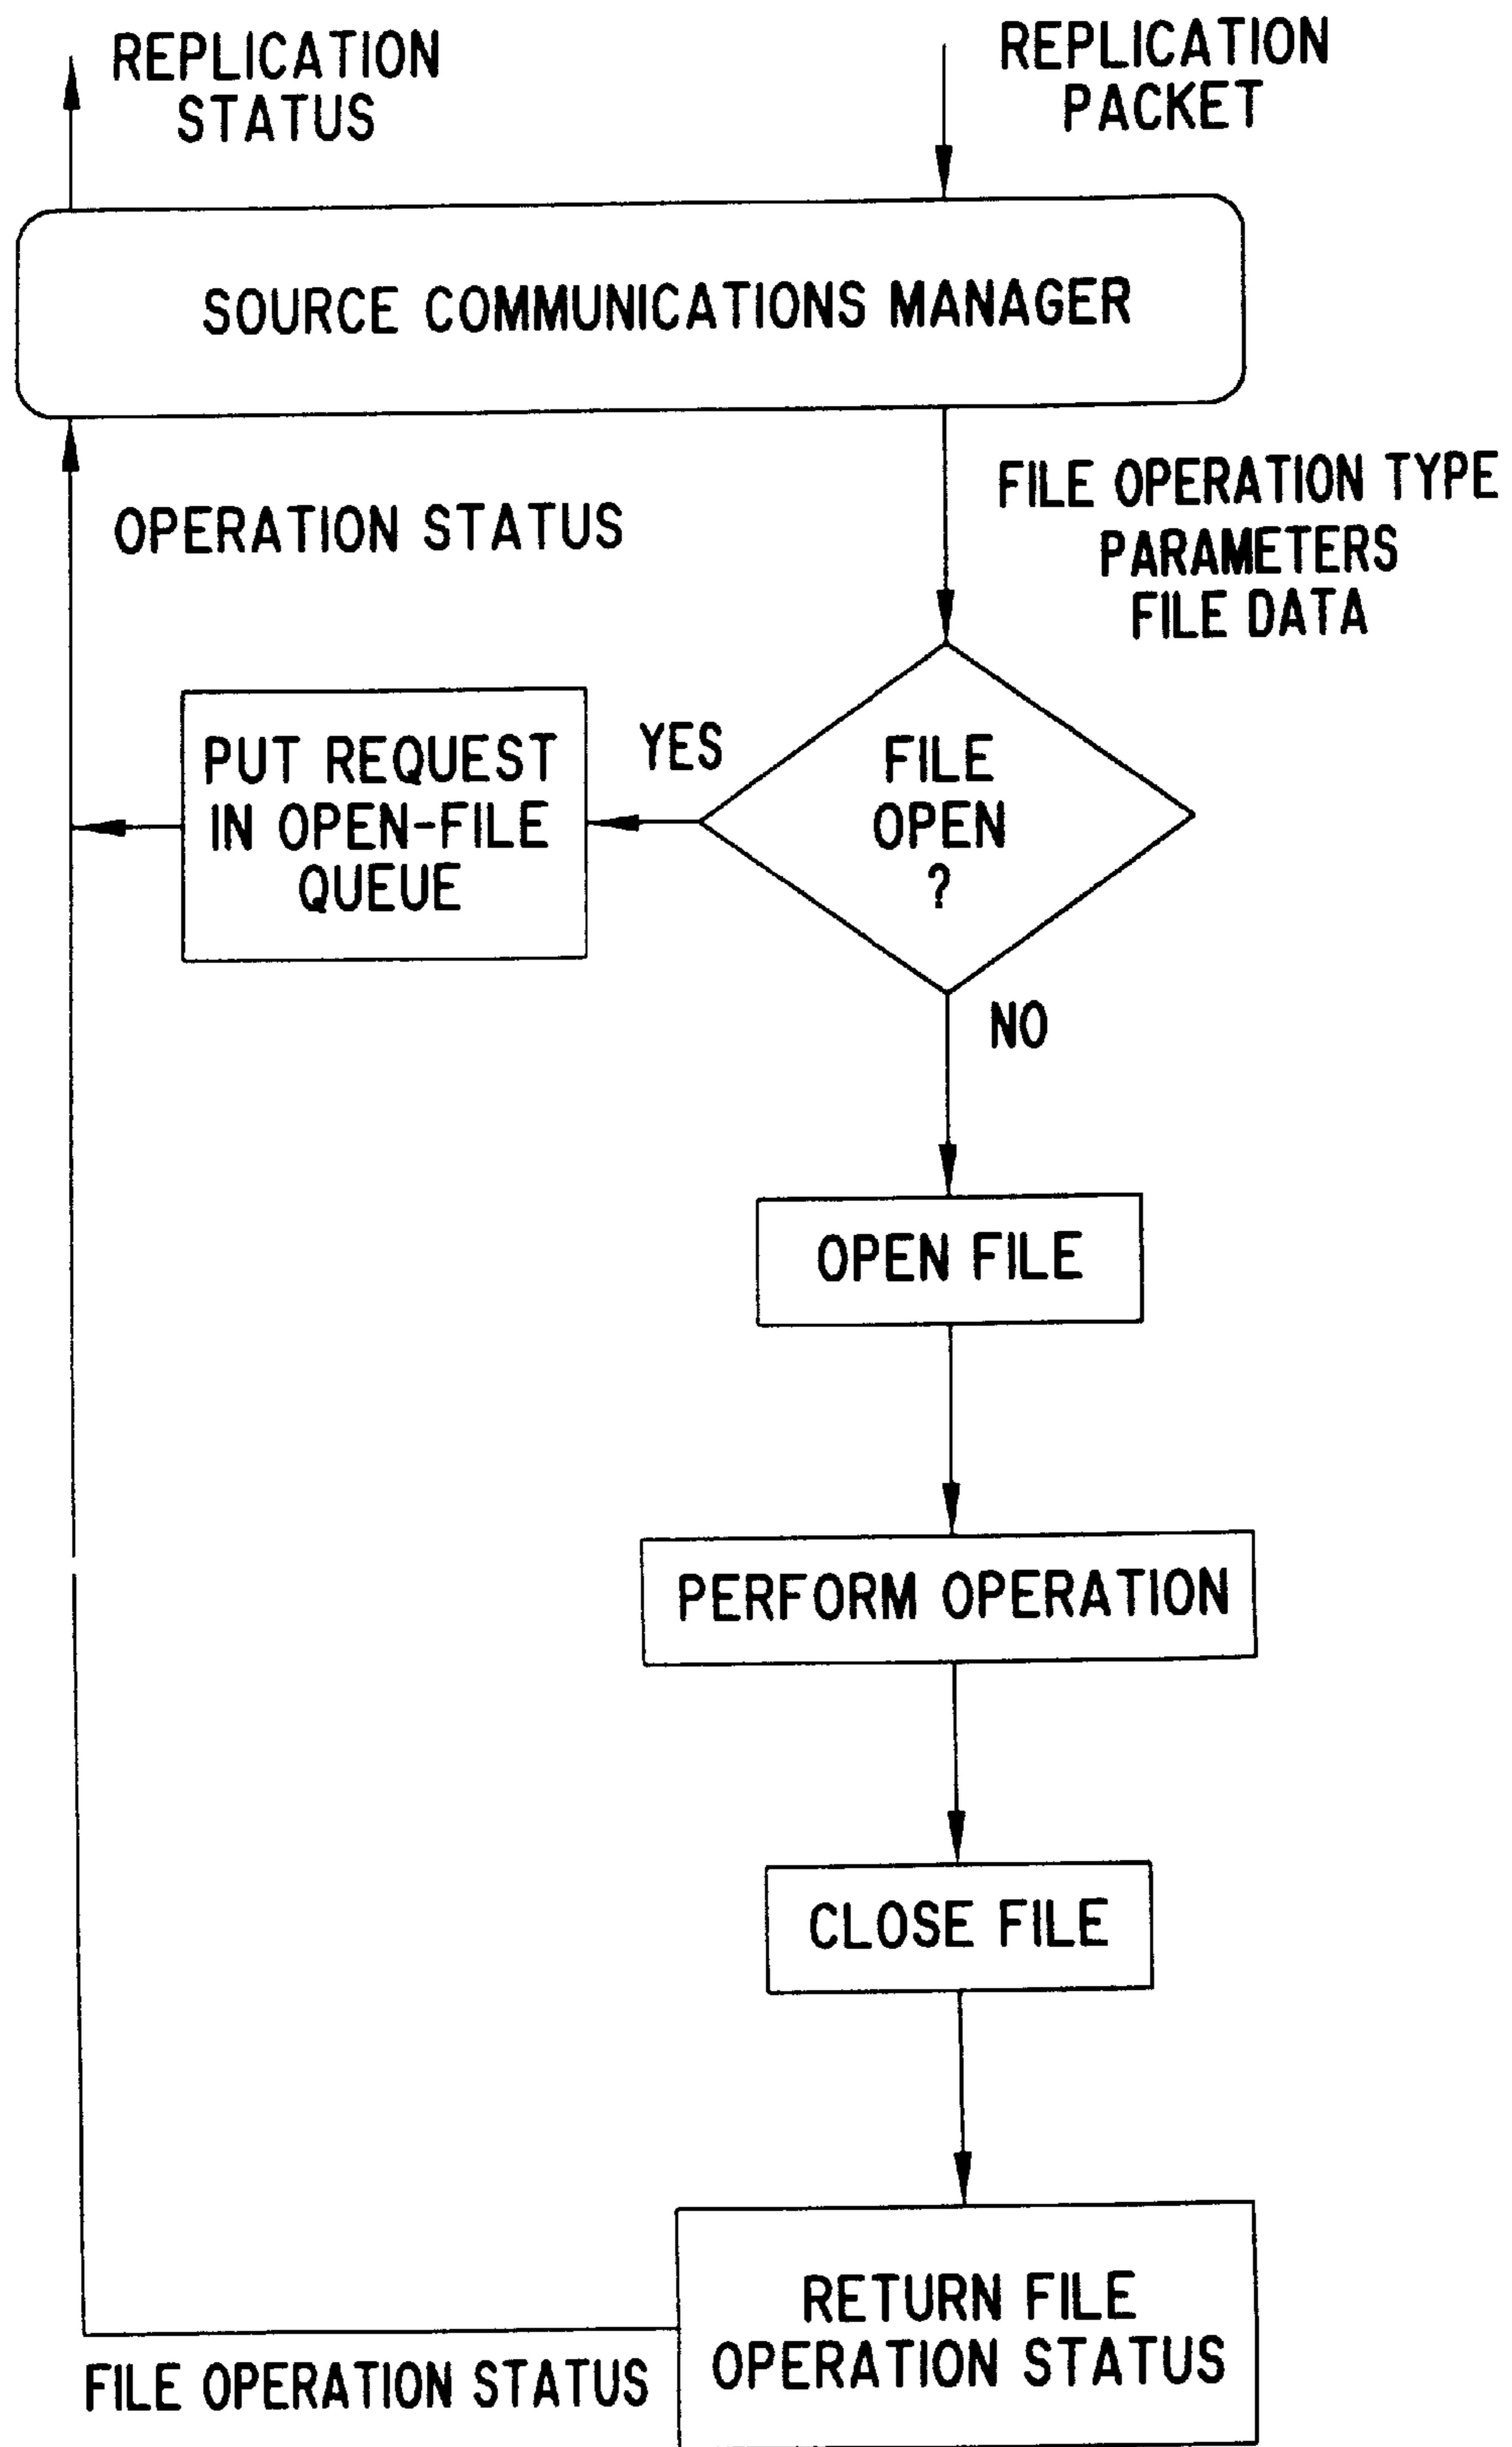 REPLICATION
STATUS
REPLICATION
PACKET
SOURCE COMMUNICATIONS MANAGER
FILE OPERATION TYPE
PARAMETERS
FILE DATA
OPERATION STATUS
PUT REQUEST
IN OPEN-FILE
QUEUE
YES
FILE
OPEN
?
NO
OPEN FILE
PERFORM OPERATION
CLOSE FILE
RETURN FILE
OPERATION STATUS
FILE OPERATION STATUS